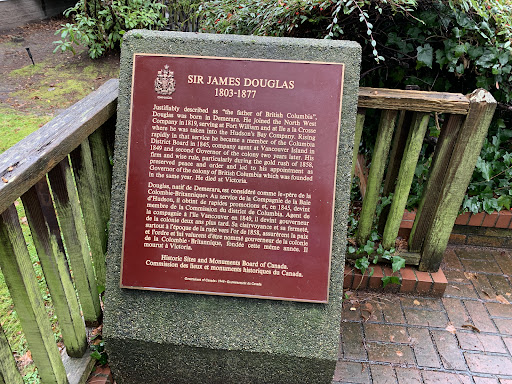 SIR JAMES DOUGLAS
1803-1877
Justifiably described as "the father of British Columbia"
Douglas was born in Demerara. He joined the North West
Company in 1819, serving at Fort William and at Île a la Crosse
where he was taken into the Hudson's Bay Company. Rising
rapidly in that service he became a member of the Columbia
District Board in 1845, company agent at Vancouver Island in
1849 and second Governor of the colony two years later. His
firm and wise rule, particularly during the gold rush of 1858,
preserved peace and order and led to his appointment as
Governor of the colony of British Columbia which was founded
in the same year. He died at Victoria.
Douglas, natif de Demerara, est considéré comme la «père de la
Colombie-Britannique». Au service de la Compagnie de la Baie
d'Hudson, il obtint de rapides promotions et, en 1845, devint
membre de la Commission du district de Columbia. Agent de
la compagnie à l'Île Vancouver en 1849, il devint gouverneur
de la colonie deux ans plus tard. Sa clairvoyance et sa fermeté,
surtout à l'époque de la ruée vers l'or de 1858, assurèrent la paix
et l'ordre et lui valurent d'être nommé gouverneur de la colonie
de la Colombie-Britannique, fondée cette même année. Il
mourut à Victoria.
Historic Sites and Monuments Board of Canada.
Commission des lieux et monuments historiques du Canada.
Government of Canada - Gouvernement du Canada